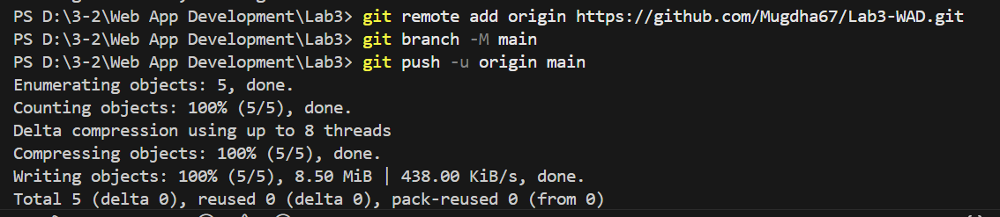 PS D:\3-2\Web App Development\Lab3> git remote add origin https://github.com/Mugdha67/Lab3-WAD.git
PS D:\3-2\Web App Development\Lab3> git branch -M main
PS D:\3-2\Web App Development\Lab3> git push -u origin main
Enumerating objects: 5, done.
Counting objects: 100% (5/5), done.
Delta compression using up to 8 threads
Compressing objects: 100% (5/5), done.
Writing objects: 100% (5/5), 8.50 MiB | 438.00 KiB/s, done.
Total 5 (delta 0), reused 0 (delta 0), pack-reused 0 (from 0)